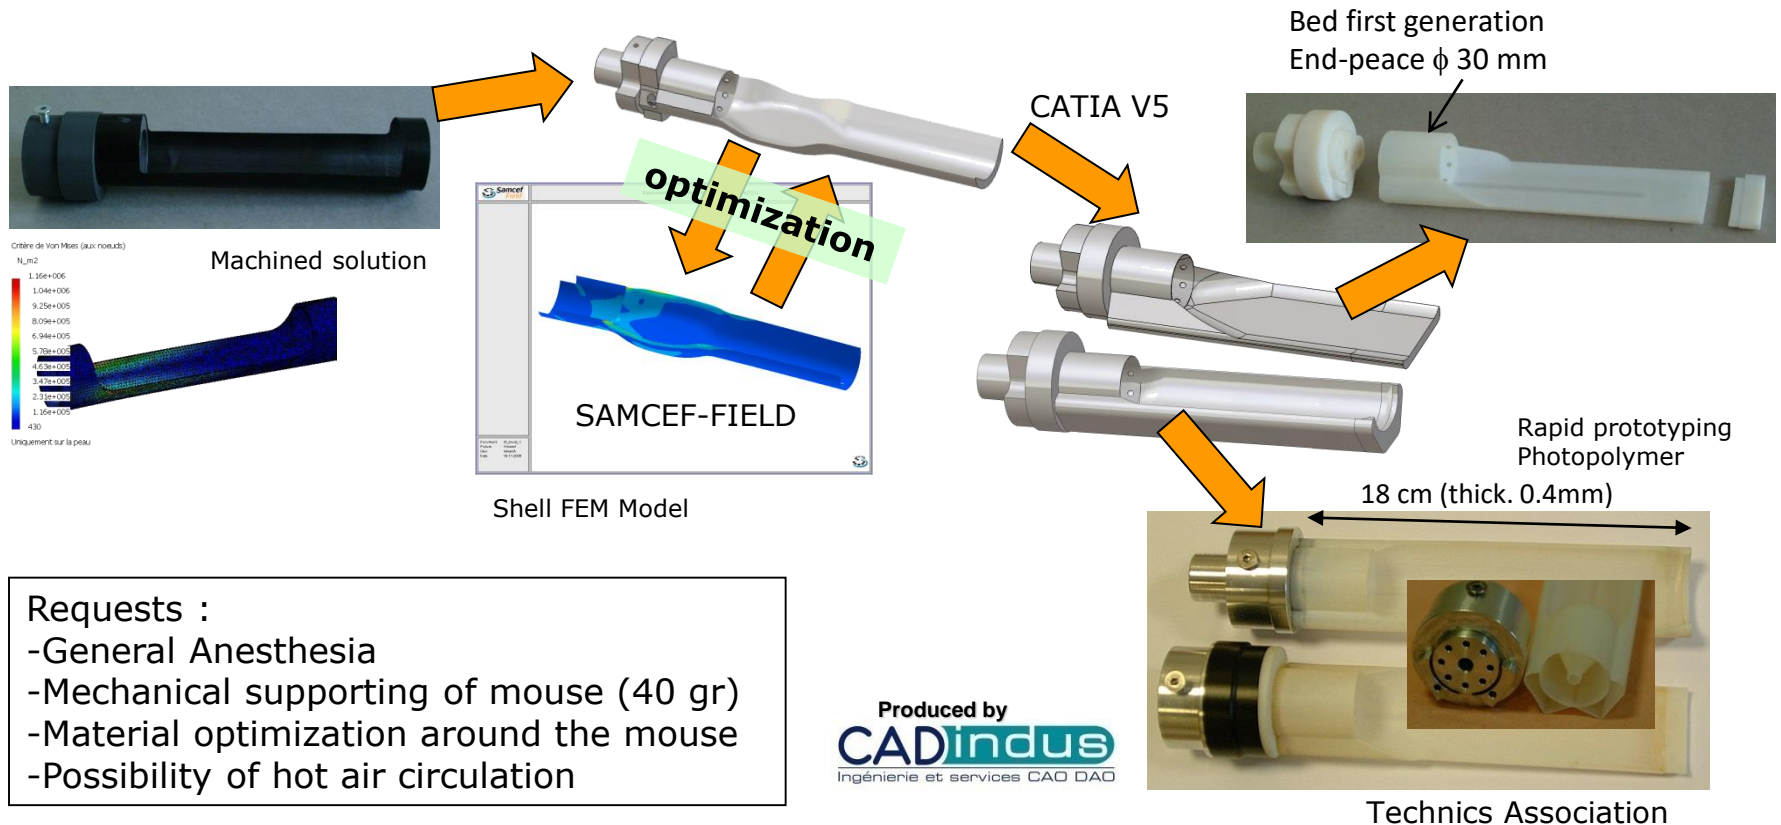 Bed first generation
End-peace ϕ 30 mm
CATIA V5
optimization
Samcef
Field
Machined solution
Critère de Von Mises (aux noeuds)
N_m2
1.16e+006
1.04e+006
9.25e+005
8.09e+005
6.94e+005
5.78e+005
4.63e+005
3.47e+005
2.31e+005
1.16e+005
430
Uniquement sur la peau
SAMCEF-FIELD
Shell FEM Model
Rapid prototyping
Photopolymer
18 cm (thick. 0.4mm)
Requests :
-General Anesthesia
-Mechanical supporting of mouse (40 gr)
-Material optimization around the mouse
-Possibility of hot air circulation
Produced by
CADindus
Ingénierie et services CAO DAO
Technics Association